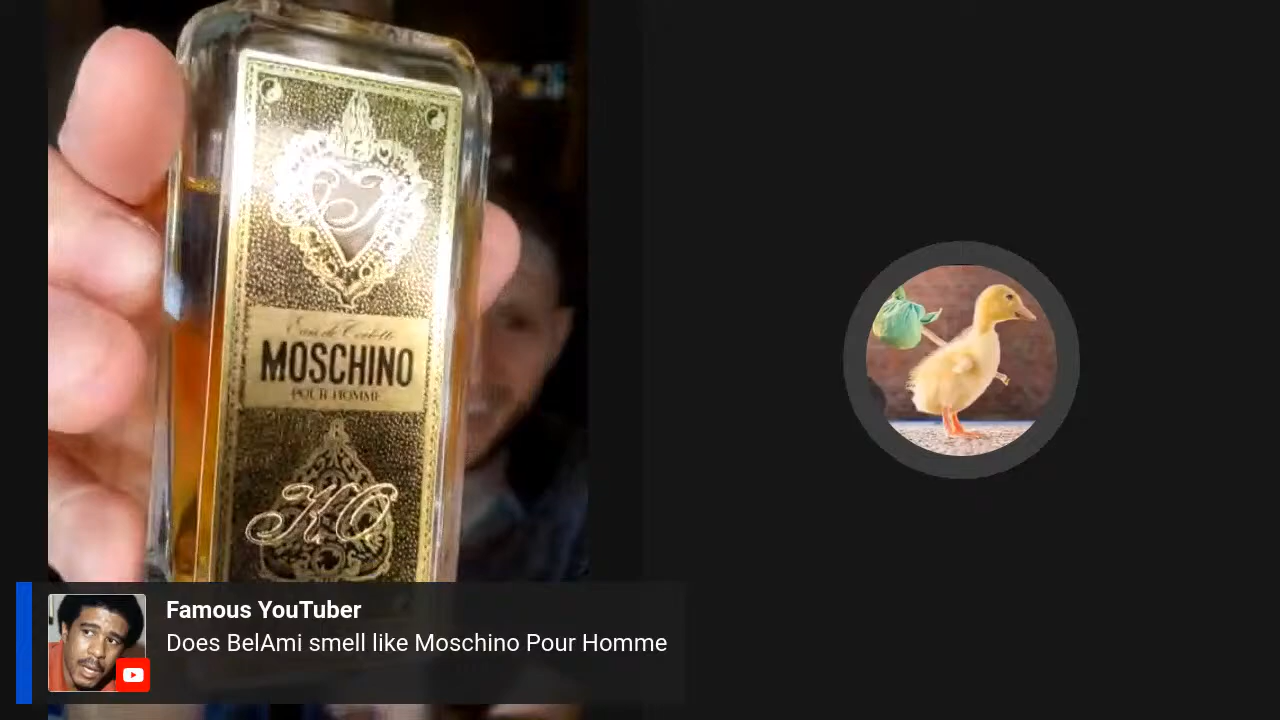 Eau de Toilette
MOSCHINO
POUR HOMME
Famous YouTuber
Does BelAmi smell like Moschino Pour Homme